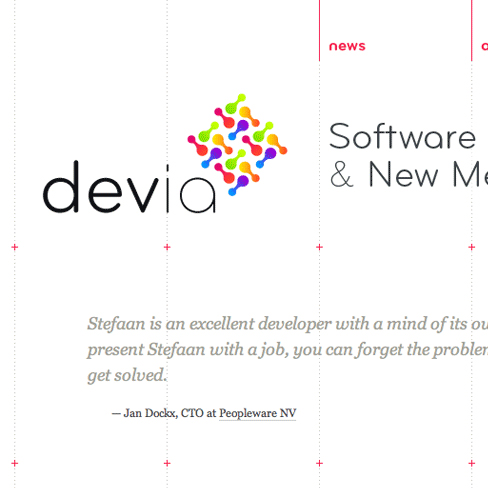 news
devia
Software
& New Me
Stefaan is an excellent developer with a mind of its ou
present Stefaan with a job, you can forget the problem
get solved.
— Jan Dockx, CTO at Peopleware NV